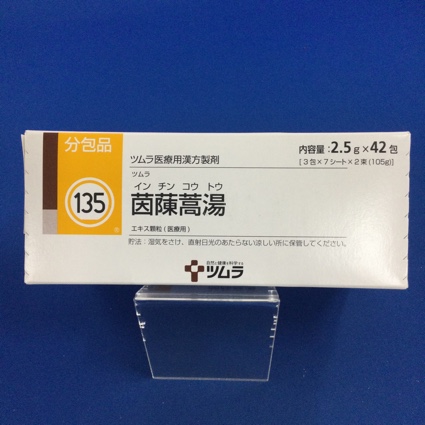 分包品
135
ツムラ医療用漢方製剤
ツムラ
インチンコウトウ
茵蔯蒿湯
エキス顆粒(医療用)
貯法:湿気をさけ、直射日光のあたらない涼しい所に保管してください。
内容量:2.5g×42包
[3包×7シート×2束(105g)]
自然と健康を科学する
ツムラ